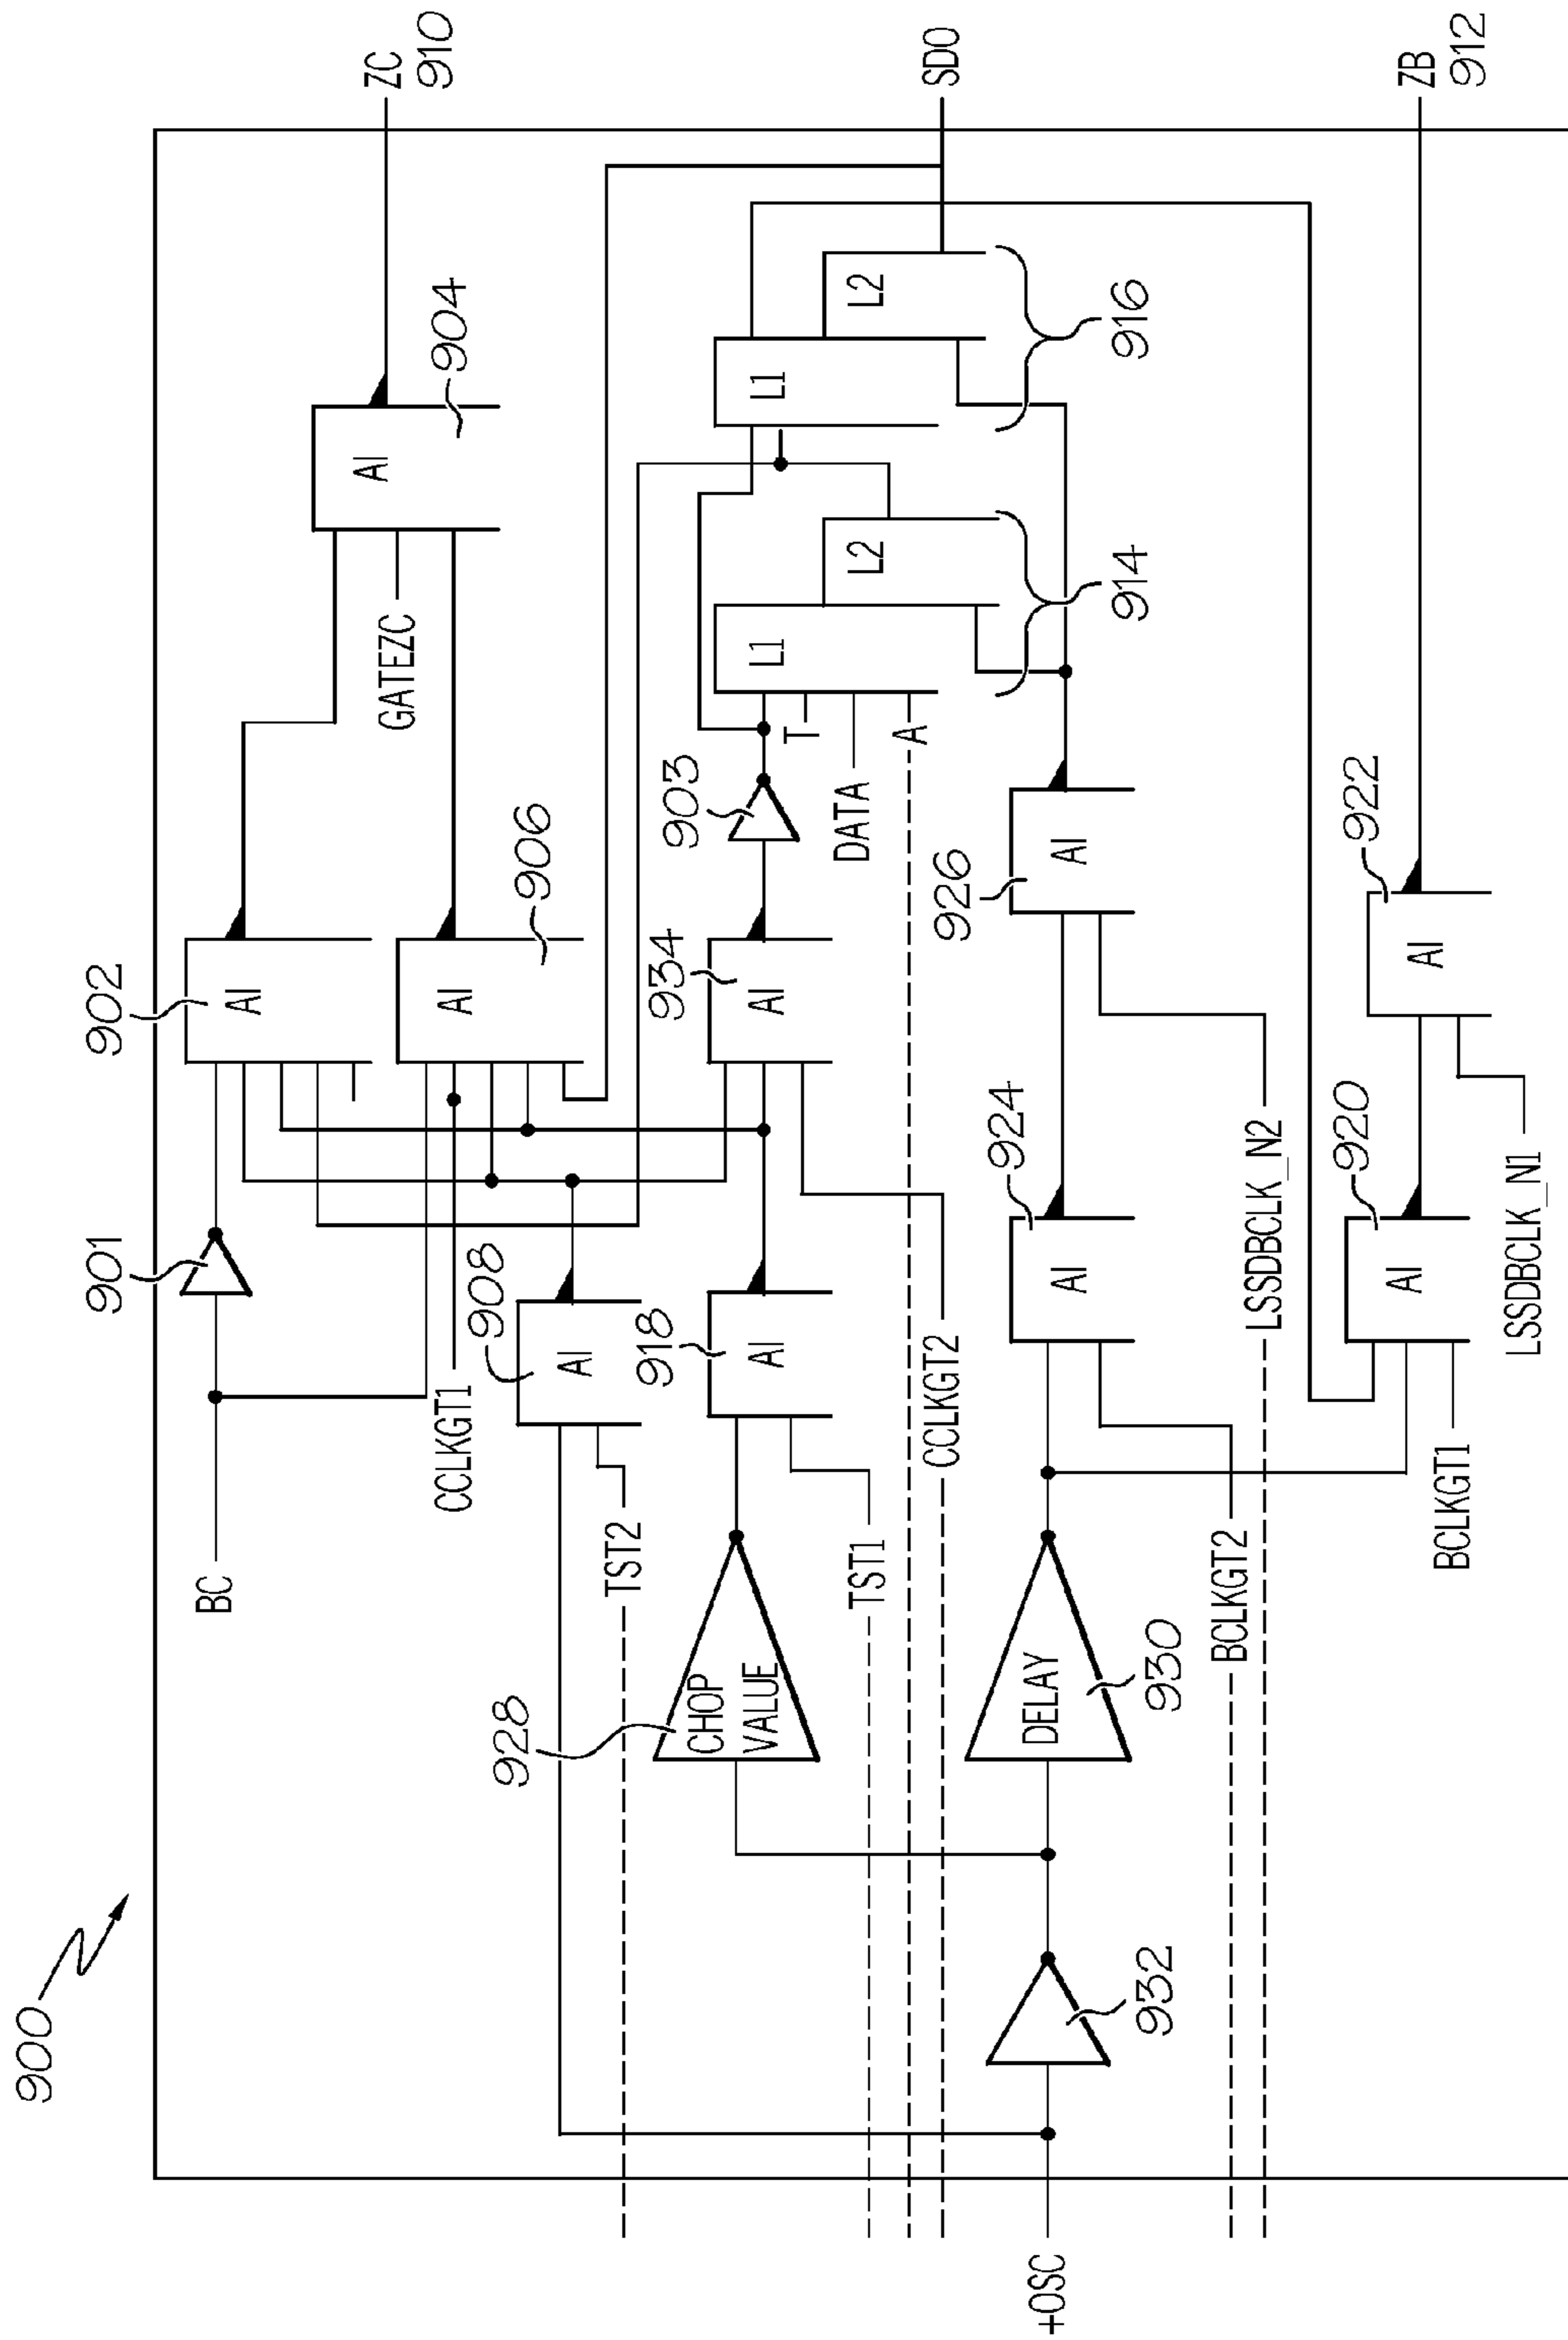 900
BC
901
902
AI
904
AI
ZC
910
GATEZC
CCLKGT1
AI
906
908
AI
TST2
928
CHOP
VALUE
918
AI
TST1
934
AI
903
T
DATA
A
L1
L2
914
L1
L2
916
SDO
CCLKGT2
+OSC
932
DELAY
930
924
AI
926
AI
BCLKGT2
LSSDBCLK_N2
920
AI
BCLKGT1
LSSDBCLK_N1
922
AI
ZB
912